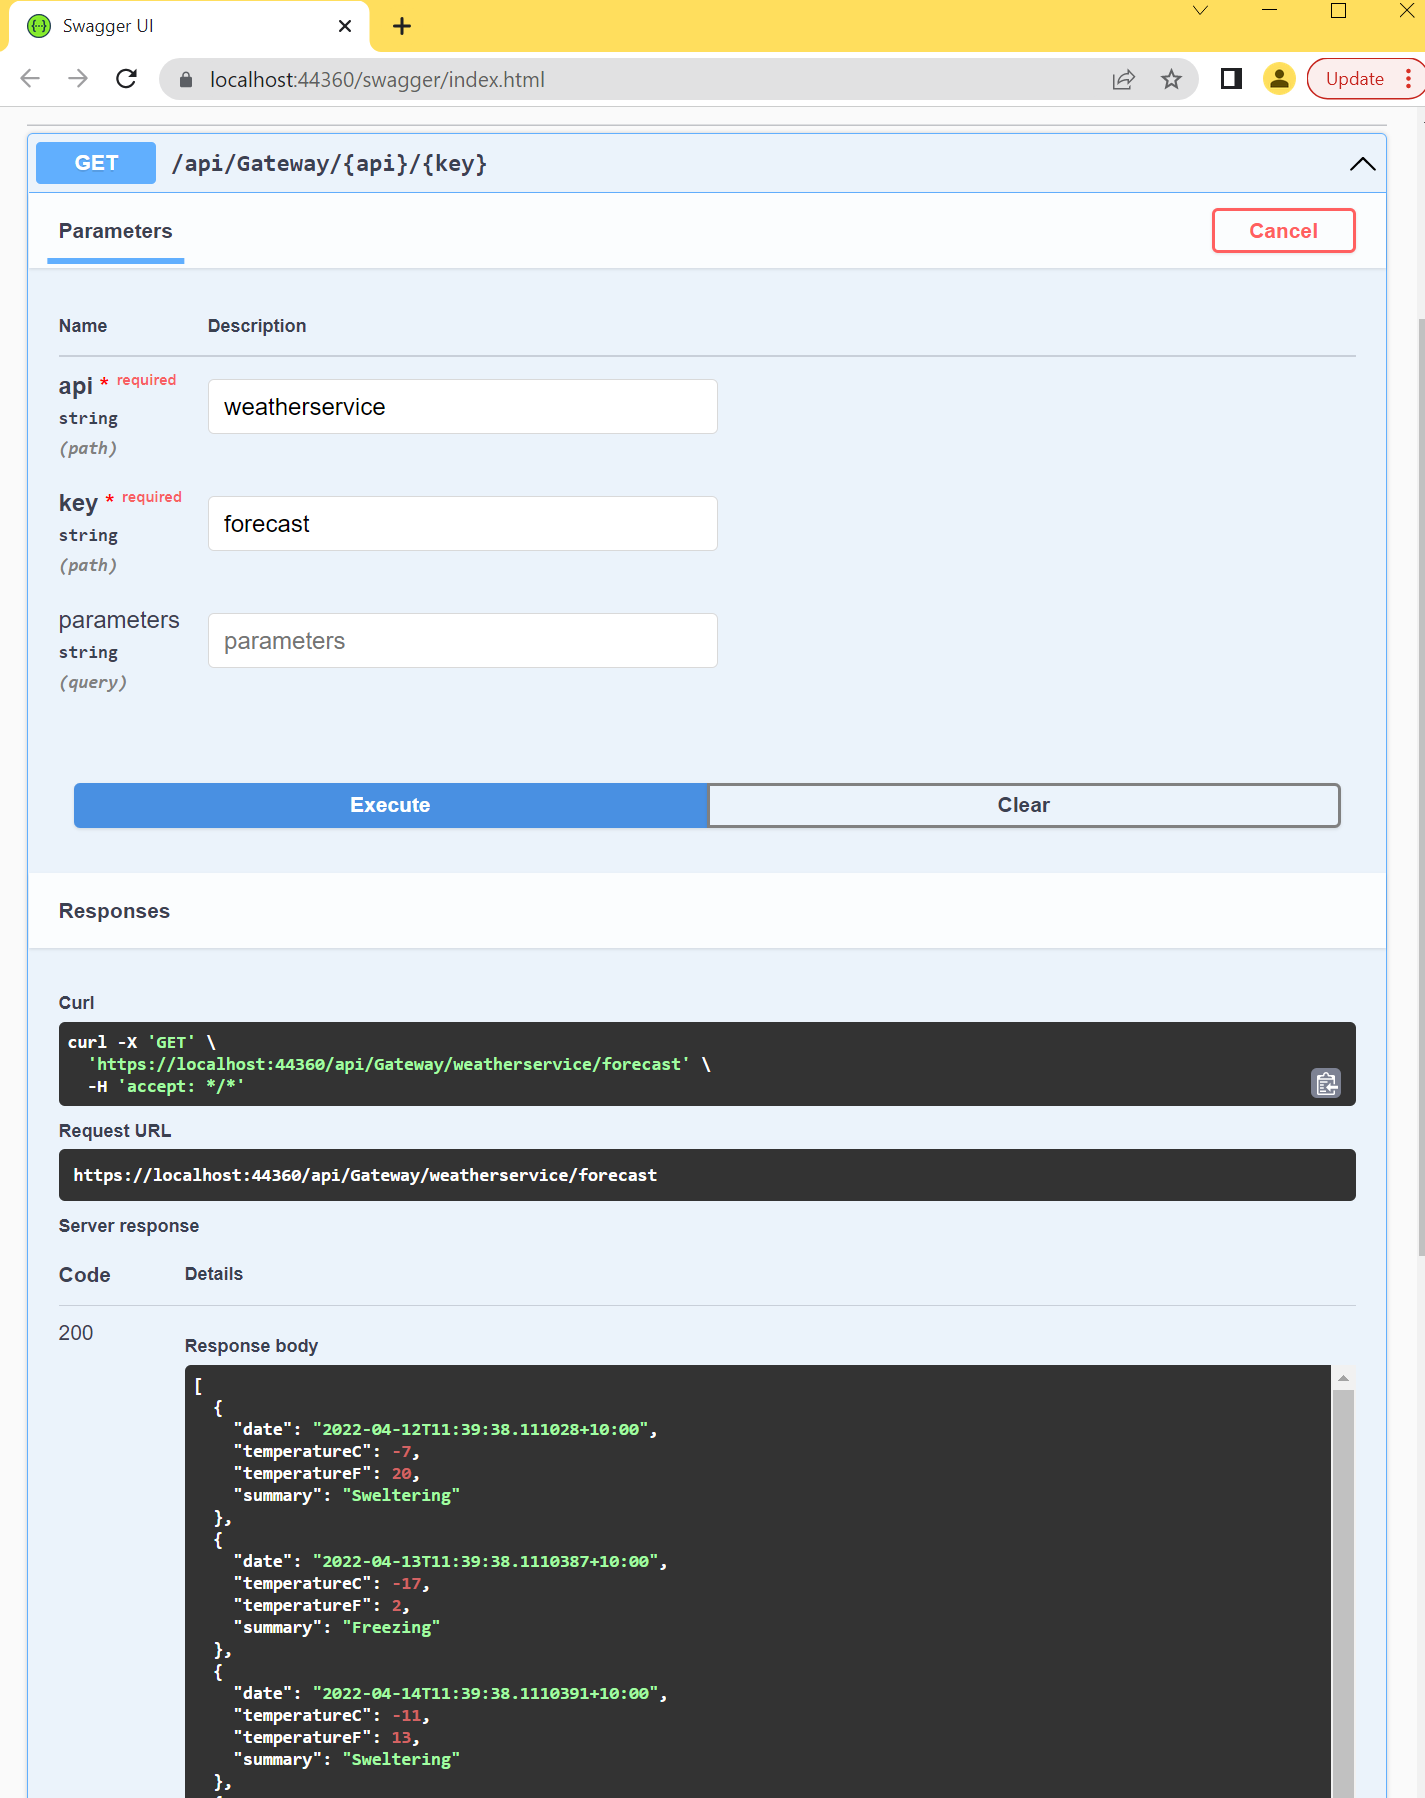 Swagger UI
localhost:44360/swagger/index.html
Update
GET /api/Gateway/{api}/{key}
Parameters
Cancel
Name Description
api * required
string
(path)
weatherservice
key * required
string
(path)
forecast
parameters
string
(query)
parameters
Execute Clear
Responses
Curl
curl -X 'GET' \
'https://localhost:44360/api/Gateway/weatherservice/forecast' \
-H 'accept: */*'
Request URL
https://localhost:44360/api/Gateway/weatherservice/forecast
Server response
Code Details
200
Response body
[
{
"date": "2022-04-12T11:39:38.111028+10:00",
"temperatureC": -7,
"temperatureF": 20,
"summary": "Sweltering"
},
{
"date": "2022-04-13T11:39:38.1110387+10:00",
"temperatureC": -17,
"temperatureF": 2,
"summary": "Freezing"
},
{
"date": "2022-04-14T11:39:38.1110391+10:00",
"temperatureC": -11,
"temperatureF": 13,
"summary": "Sweltering"
},